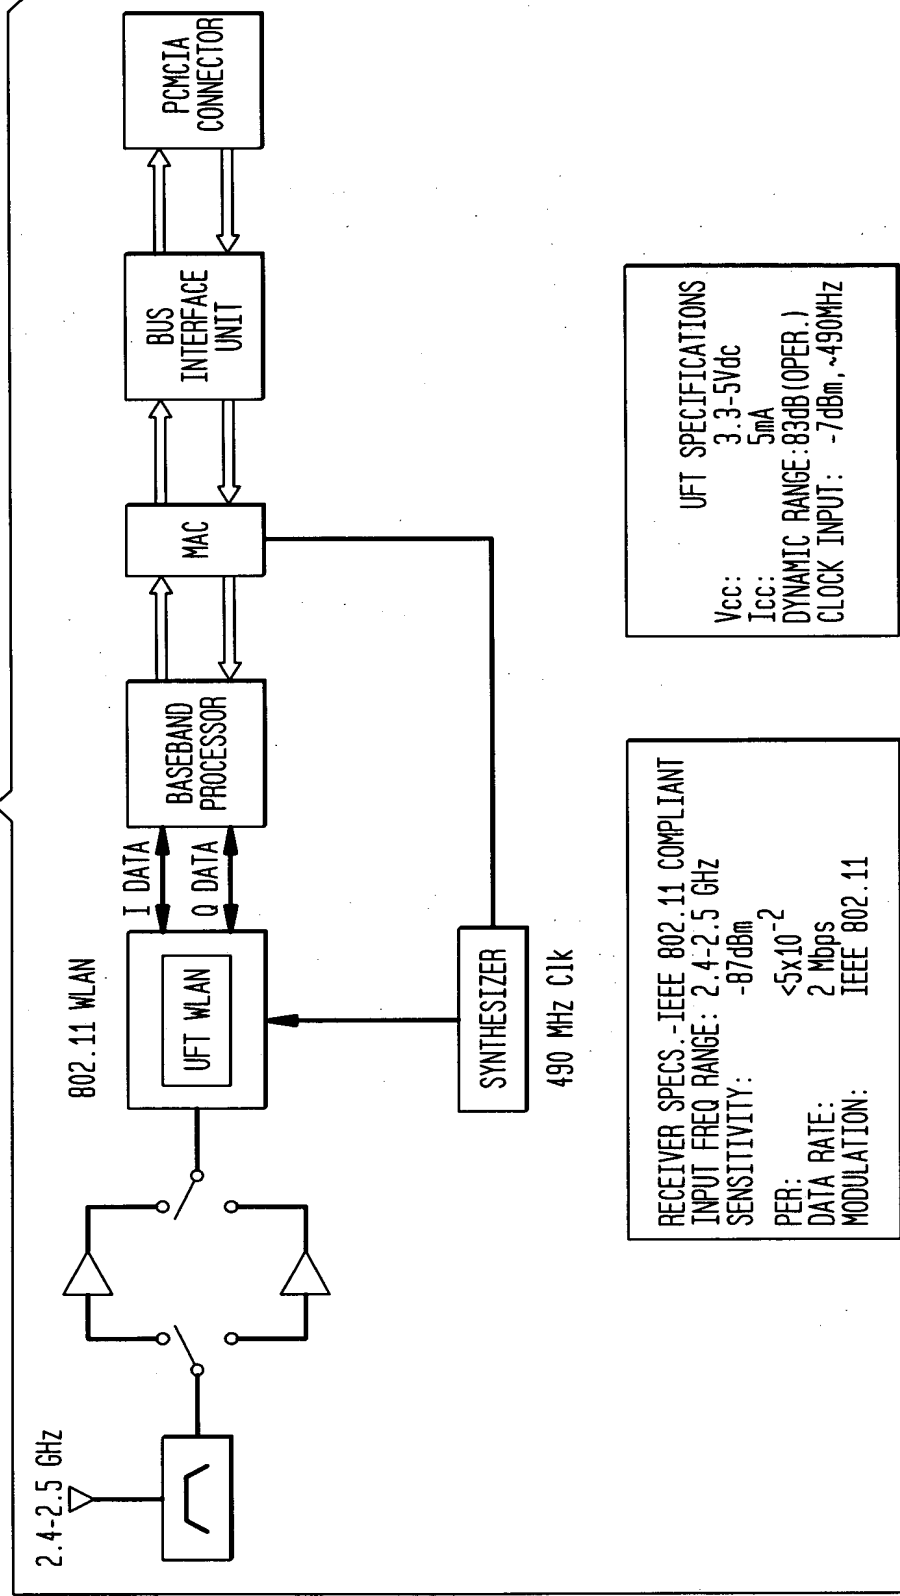 2.4-2.5 GHz
802.11 WLAN
UFT WLAN
I DATA
Q DATA
BASEBAND
PROCESSOR
MAC
BUS
INTERFACE
UNIT
PCMCIA
CONNECTOR
SYNTHESIZER
490 MHz Clk
RECEIVER SPECS.-IEEE 802.11 COMPLIANT
INPUT FREQ RANGE: 2.4-2.5 GHz
SENSITIVITY: -87dBm
PER: <5x10⁻²
DATA RATE: 2 Mbps
MODULATION: IEEE 802.11
UFT SPECIFICATIONS
Vcc: 3.3-5Vdc
Icc: 5mA
DYNAMIC RANGE:83dB(OPER.)
CLOCK INPUT: -7dBm,~490MHz